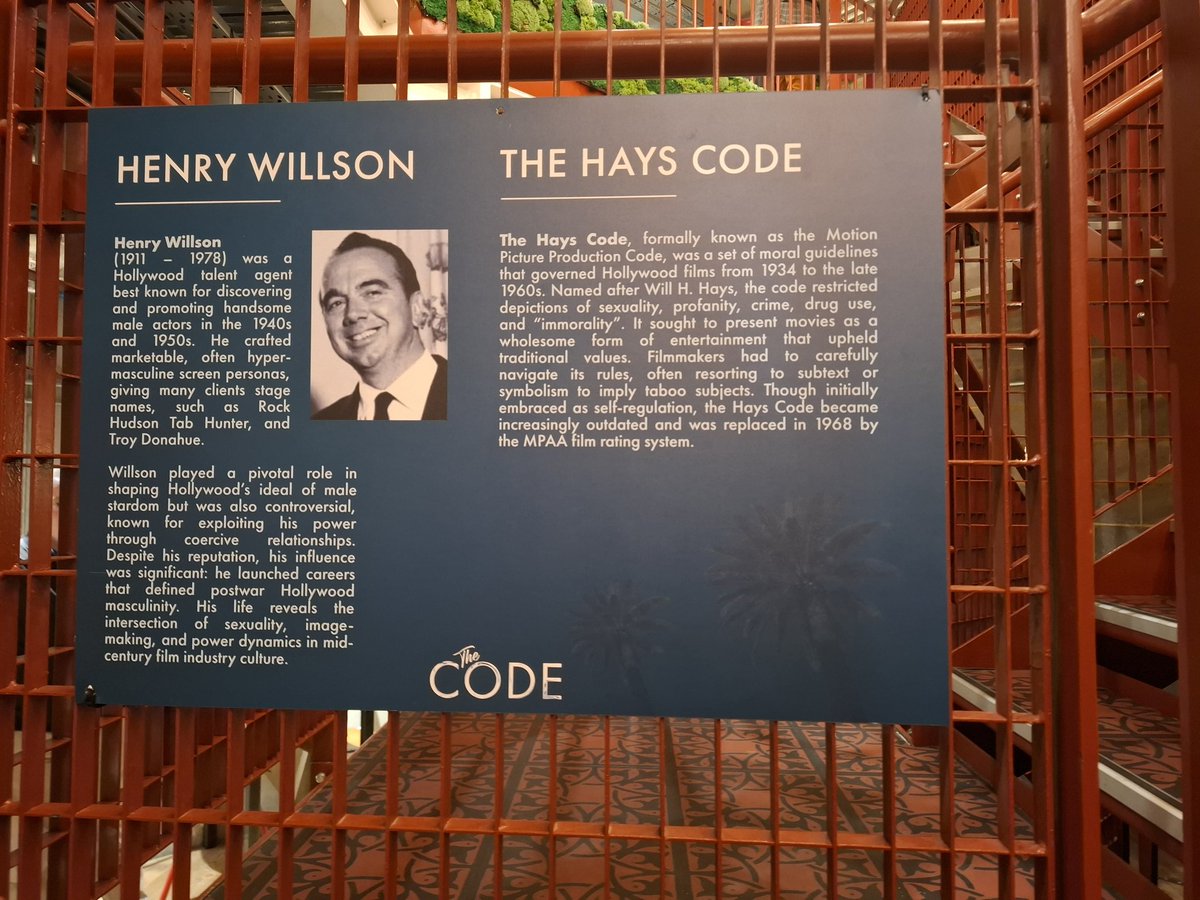 HENRY WILLSON
Henry Willson
(1911 – 1978) was a
Hollywood talent agent
best known for discovering
and promoting handsome
male actors in the 1940s
and 1950s. He crafted
marketable, often hyper-
masculine screen personas,
giving many clients stage
names, such as Rock
Hudson Tab Hunter, and
Troy Donahue.
Willson played a pivotal role in
shaping Hollywood's ideal of male
stardom but was also controversial,
known for exploiting his power
through coercive relationships.
Despite his reputation, his influence
was significant: he launched careers
that defined postwar Hollywood
masculinity. His life reveals the
intersection of sexuality, image-
making, and power dynamics in mid-
century film industry culture.
THE HAYS CODE
The Hays Code, formally known as the Motion
Picture Production Code, was a set of moral guidelines
that governed Hollywood films from 1934 to the late
1960s. Named after Will H. Hays, the code restricted
depictions of sexuality, profanity, crime, drug use,
and “immorality”. It sought to present movies as a
wholesome form of entertainment that upheld
traditional values. Filmmakers had to carefully
navigate its rules, often resorting to subtext or
symbolism to imply taboo subjects. Though initially
embraced as self-regulation, the Hays Code became
increasingly outdated and was replaced in 1968 by
the MPAA film rating system.
The
CODE